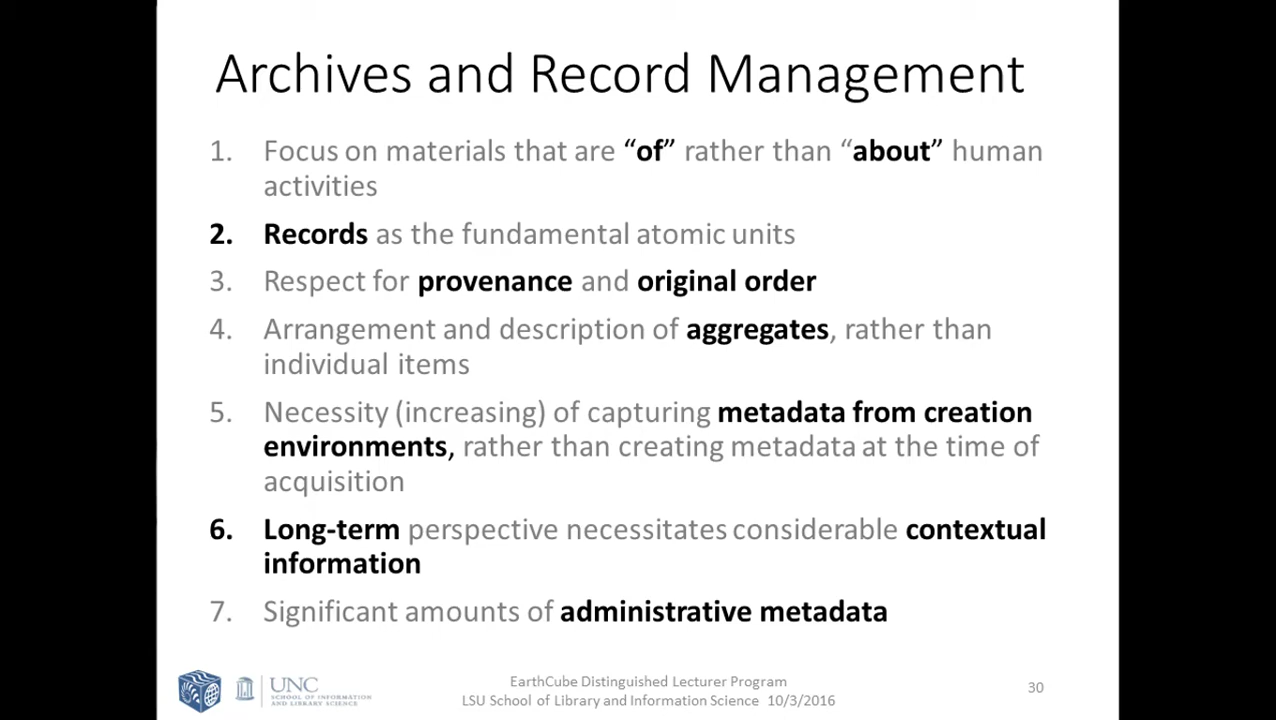 Archives and Record Management
1. Focus on materials that are “of” rather than “about” human
activities
2. Records as the fundamental atomic units
3. Respect for provenance and original order
4. Arrangement and description of aggregates, rather than
individual items
5. Necessity (increasing) of capturing metadata from creation
environments, rather than creating metadata at the time of
acquisition
6. Long-term perspective necessitates considerable contextual
information
7. Significant amounts of administrative metadata
UNC
SCHOOL OF INFORMATION
AND LIBRARY SCIENCE
EarthCube Distinguished Lecturer Program
LSU School of Library and Information Science 10/3/2016
30